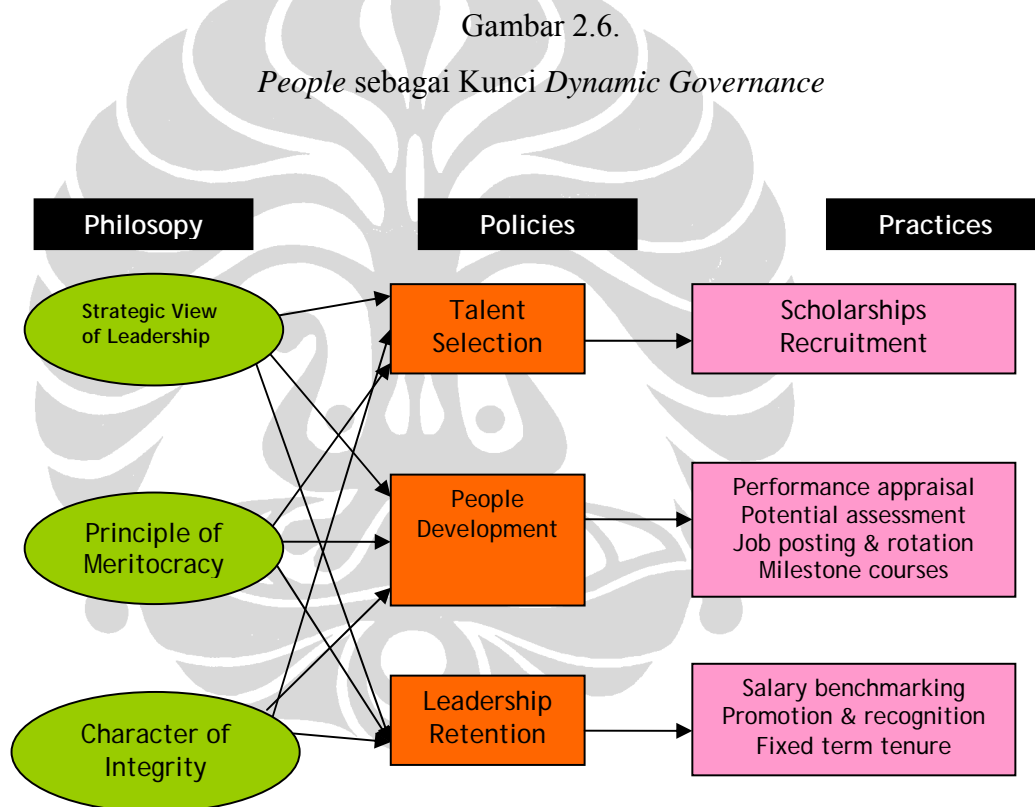 Gambar 2.6.
People sebagai Kunci Dynamic Governance
Philosopy
Policies
Practices
Strategic View
of Leadership
Talent
Selection
Scholarships
Recruitment
Principle of
Meritocracy
People
Development
Performance appraisal
Potential assessment
Job posting & rotation
Milestone courses
Character of
Integrity
Leadership
Retention
Salary benchmarking
Promotion & recognition
Fixed term tenure